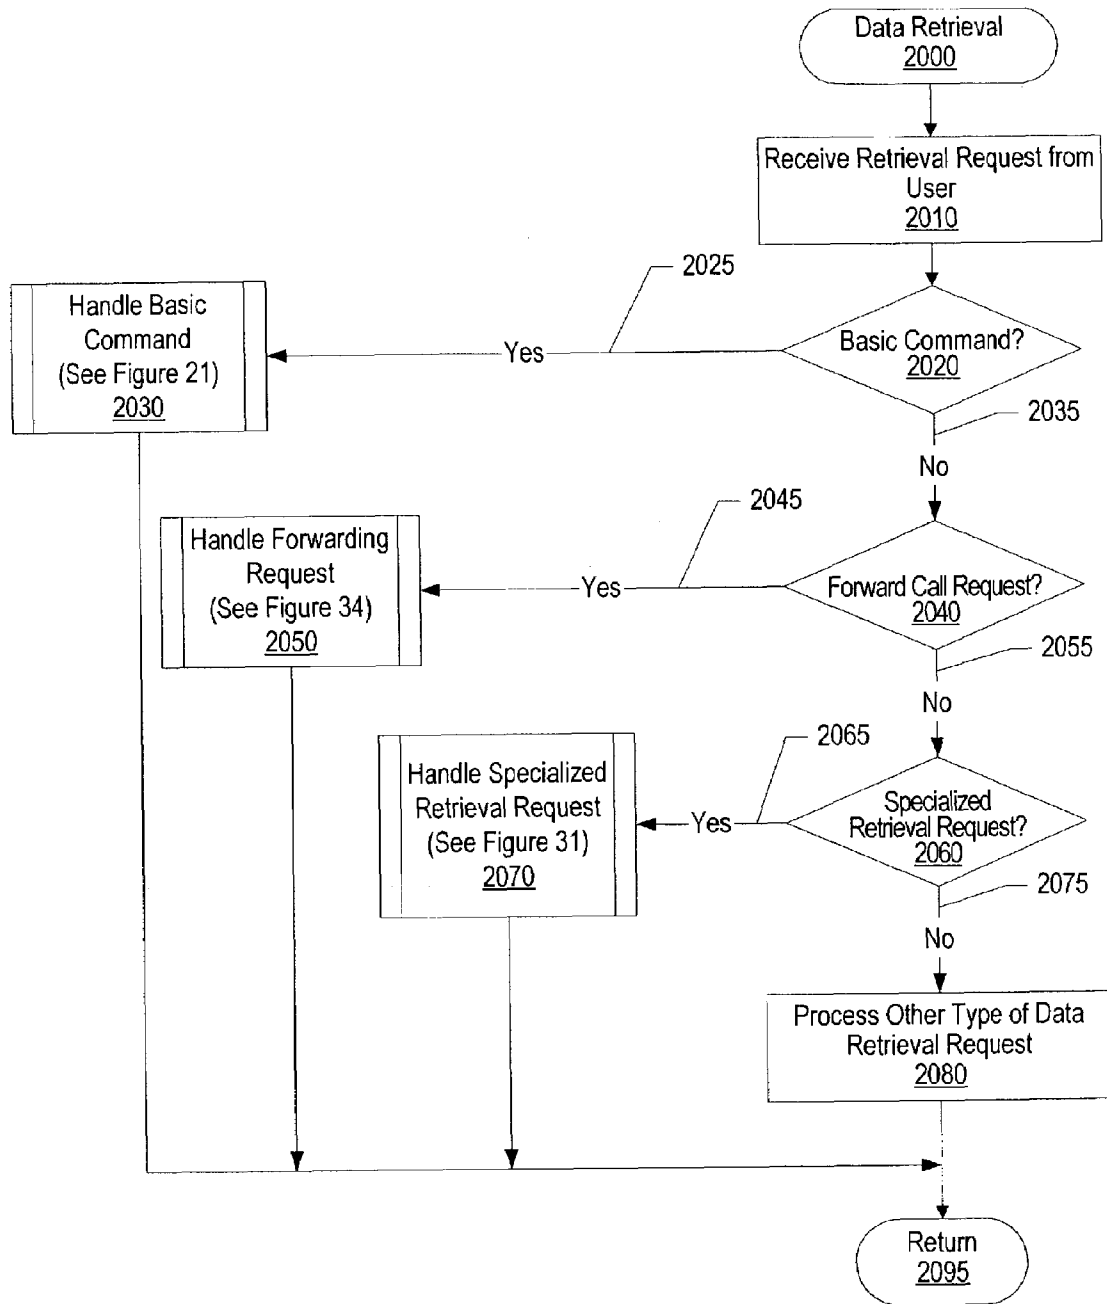 Data Retrieval
2000
Receive Retrieval Request from
User
2010
2025
Handle Basic
Command
(See Figure 21)
2030
Yes
Basic Command?
2020
2035
No
2045
Handle Forwarding
Request
(See Figure 34)
2050
Yes
Forward Call Request?
2040
2055
No
2065
Handle Specialized
Retrieval Request
(See Figure 31)
2070
Yes
Specialized
Retrieval Request?
2060
2075
No
Process Other Type of Data
Retrieval Request
2080
Return
2095